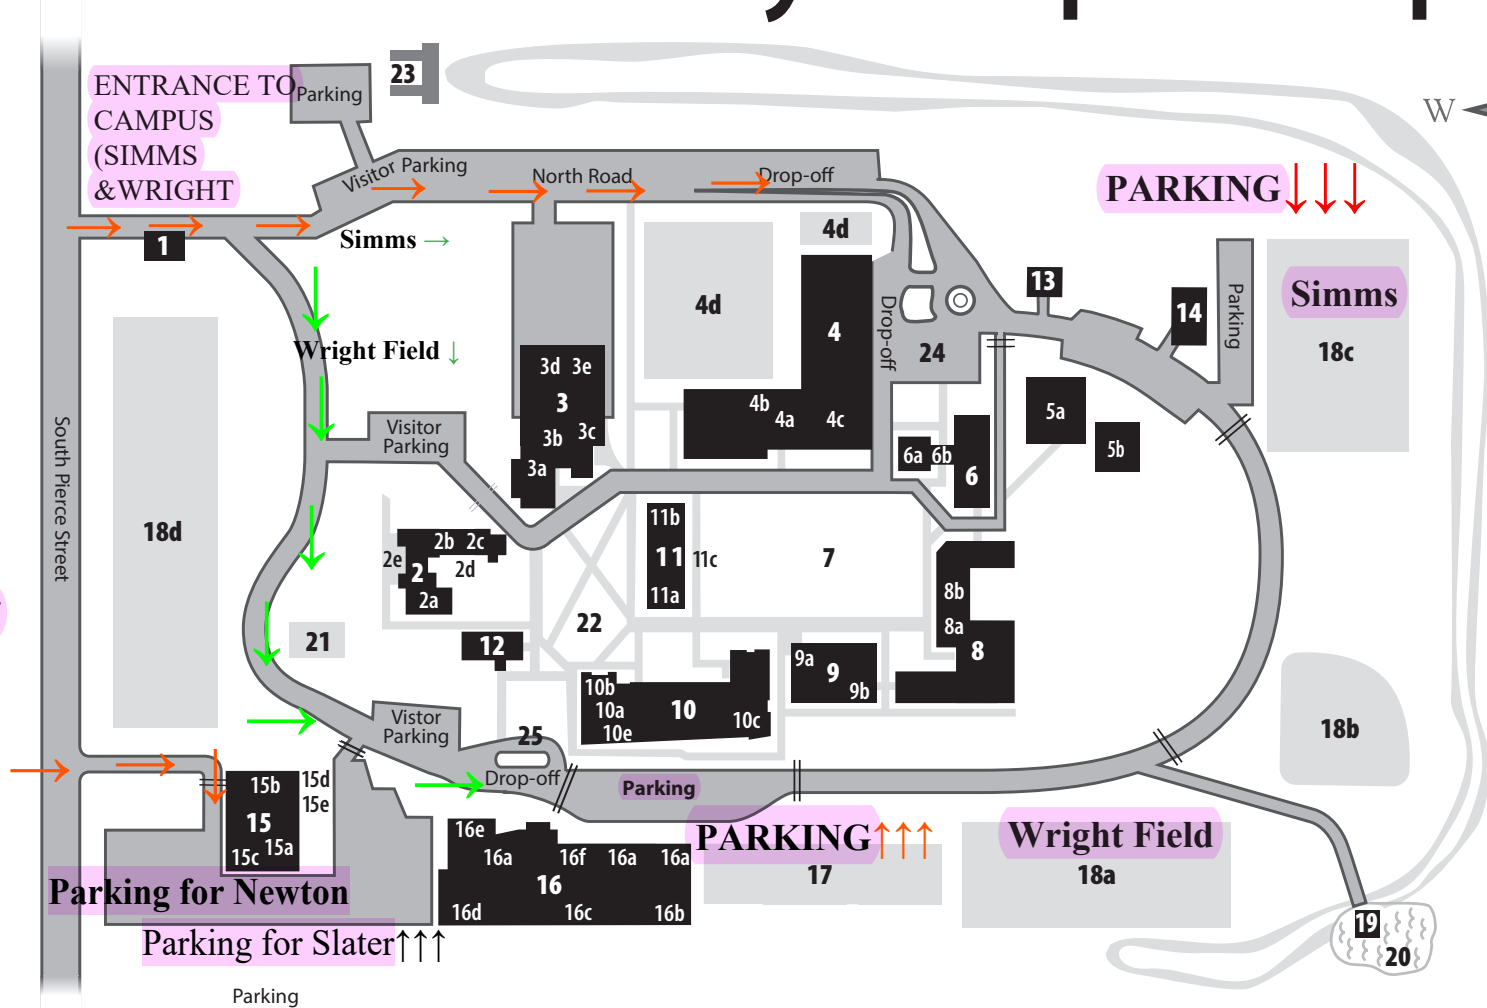 23
ENTRANCE TO
CAMPUS
(SIMMS
&WRIGHT
Parking
W
Visitor Parking
North Road
Drop-off
PARKING↓↓↓
1
Simms →
4d
4d
13
14
Parking
Simms
18c
Wright Field ↓
3d 3e
3
3b 3c
3a
4
4b
4a
4c
Drop-off
24
5a
5b
6a 6b
6
Visitor
Parking
South Pierce Street
18d
2b 2c
2e
2
2d
2a
11b
11
11c
11a
7
8b
8a
8
21
12
22
9a
9
9b
10b
10a
10
10c
10e
18b
Vistor
Parking
25
Drop-off
Parking
15b
15d
15e
15
15a
15c
PARKING↑↑↑
17
Wright Field
18a
16e
16a
16f
16a
16a
16
16d
16c
16b
Parking for Newton
Parking for Slater↑↑↑
19
20
Parking